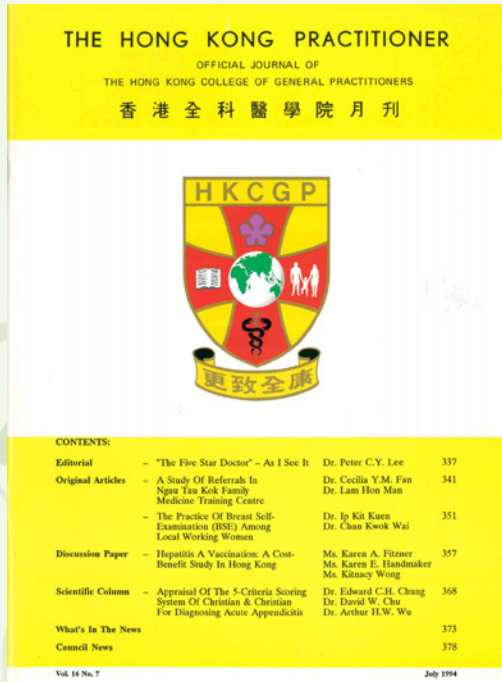 THE HONG KONG PRACTITIONER
OFFICIAL JOURNAL OF
THE HONG KONG COLLEGE OF GENERAL PRACTITIONERS
香港全科醫學院月刊
HKCGP
更致全康
CONTENTS:
Editorial – "The Five Star Doctor" – As I See It Dr. Peter C.Y. Lee 337
Original Articles – A Study Of Referrals In Dr. Cecilia Y.M. Fan 341
Ngau Tau Kok Family Dr. Lam Hon Man
Medicine Training Centre
– The Practice Of Breast Self- Dr. Ip Kit Kuen 351
Examination (BSE) Among Dr. Chan Kwok Wai
Local Working Women
Discussion Paper – Hepatitis A Vaccination: A Cost- Ms. Karen A. Fitzner 357
Benefit Study In Hong Kong Ms. Karen E. Handmaker
Ms. Kitnacy Wong
Scientific Column – Appraisal Of The 5-Criteria Scoring Dr. Edward C.H. Chung 368
System Of Christian & Christian Dr. David W. Chu
For Diagnosing Acute Appendicitis Dr. Arthur H.W. Wu
What's In The News 373
Council News 378
Vol. 16 No. 7 July 1994